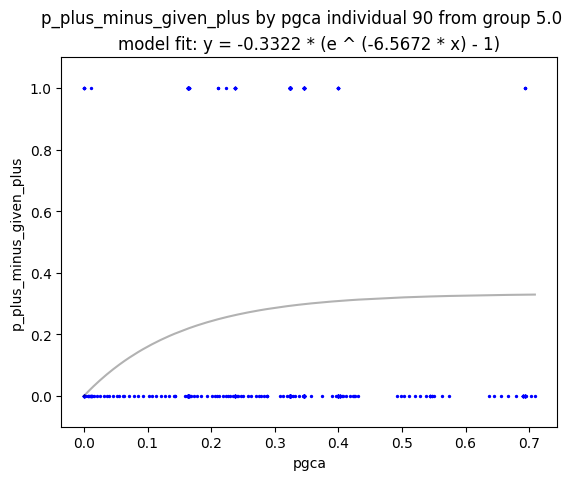 p_plus_minus_given_plus by pgca individual 90 from group 5.0
model fit: y = -0.3322 * (e ^ (-6.5672 * x) - 1)
p_plus_minus_given_plus
1.0
0.8
0.6
0.4
0.2
0.0
0.0 0.1 0.2 0.3 0.4 0.5 0.6 0.7
pgca